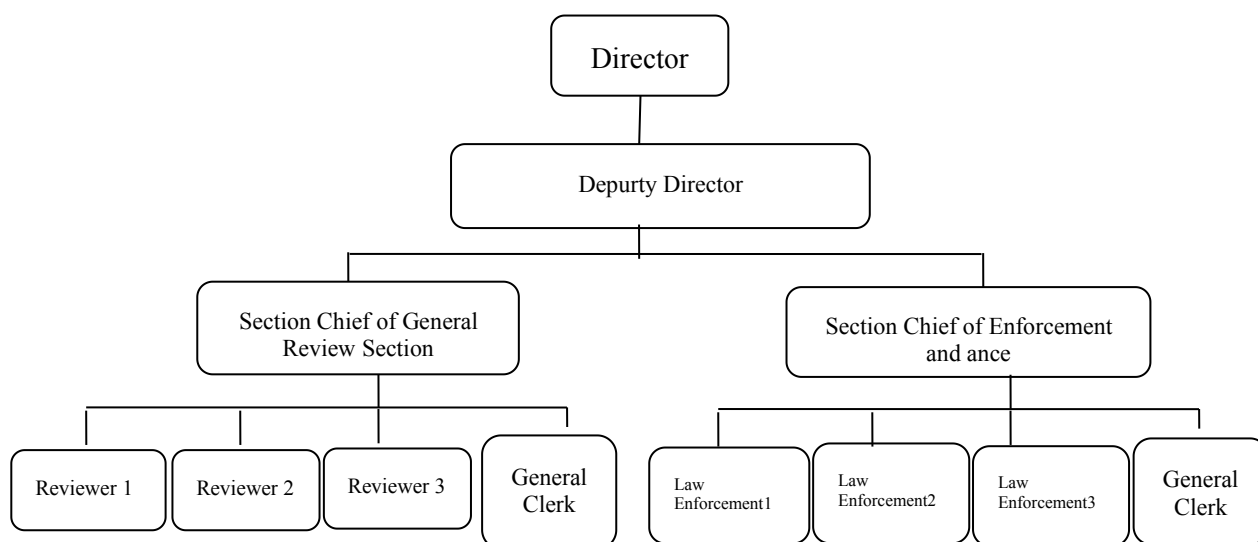 Director
Depurty Director
Section Chief of General
Review Section
Section Chief of Enforcement
and ance
Reviewer 1
Reviewer 2
Reviewer 3
General
Clerk
Law
Enforcement1
Law
Enforcement2
Law
Enforcement3
General
Clerk